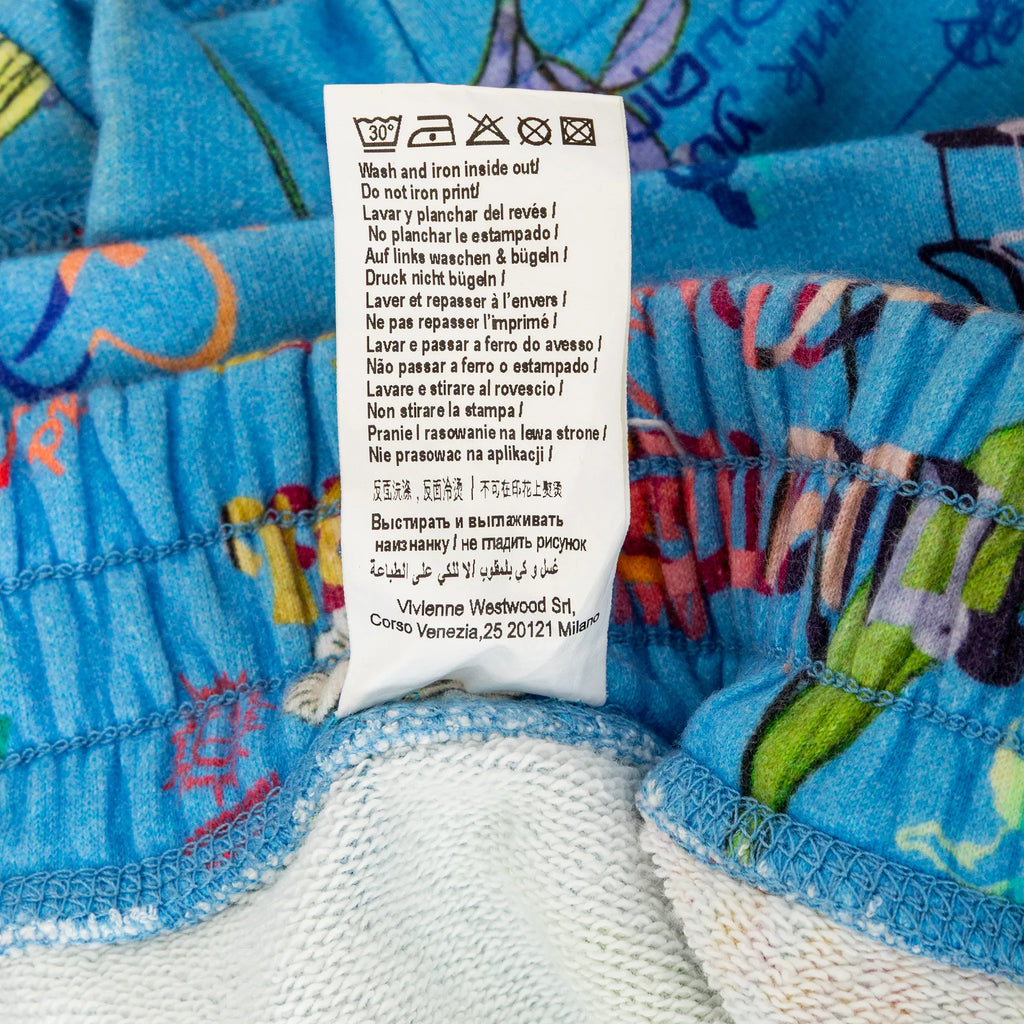 30°
Wash and iron inside out/
Do not iron print/
Lavar y planchar del revés /
No planchar le estampado /
Auf links waschen & bügeln /
Druck nicht bügeln /
Laver et repasser à l'envers /
Ne pas repasser l'imprimé /
Lavar e passar a ferro do avesso /
Não passar a ferro o estampado /
Lavare e stirare al rovescio /
Non stirare la stampa /
Pranie I rasowanie na lewa strone /
Nie prasowac na aplikacji /
反面洗涤，反面冷烫 | 不可在印花上熨烫
Выстирать и выглаживать
наизнанку / не гладить рисунок
غسل و كي بلمقلوب /لا للكي على الطباعة
Vivienne Westwood Srl,
Corso Venezia,25 20121 Milano